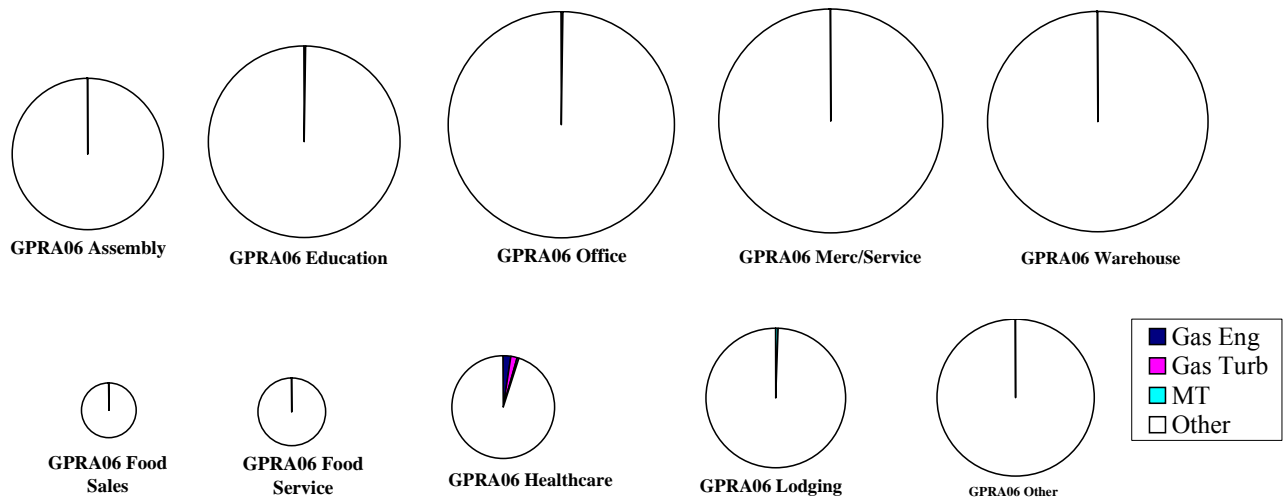 GPRA06 Assembly
GPRA06 Education
GPRA06 Office
GPRA06 Merc/Service
GPRA06 Warehouse
GPRA06 Food
Sales
GPRA06 Food
Service
GPRA06 Healthcare
GPRA06 Lodging
GPRA06 Other
Gas Eng
Gas Turb
MT
Other